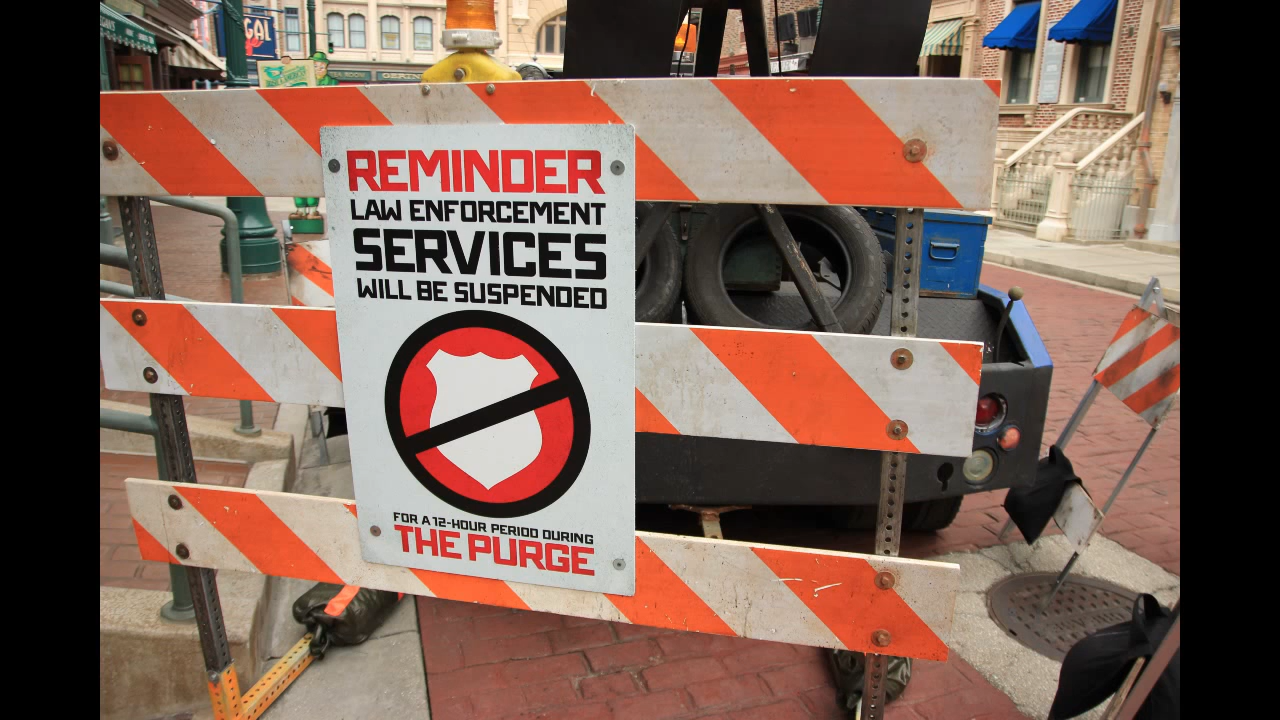 REMINDER
LAW ENFORCEMENT
SERVICES
WILL BE SUSPENDED
FOR A 12-HOUR PERIOD DURING
THE PURGE